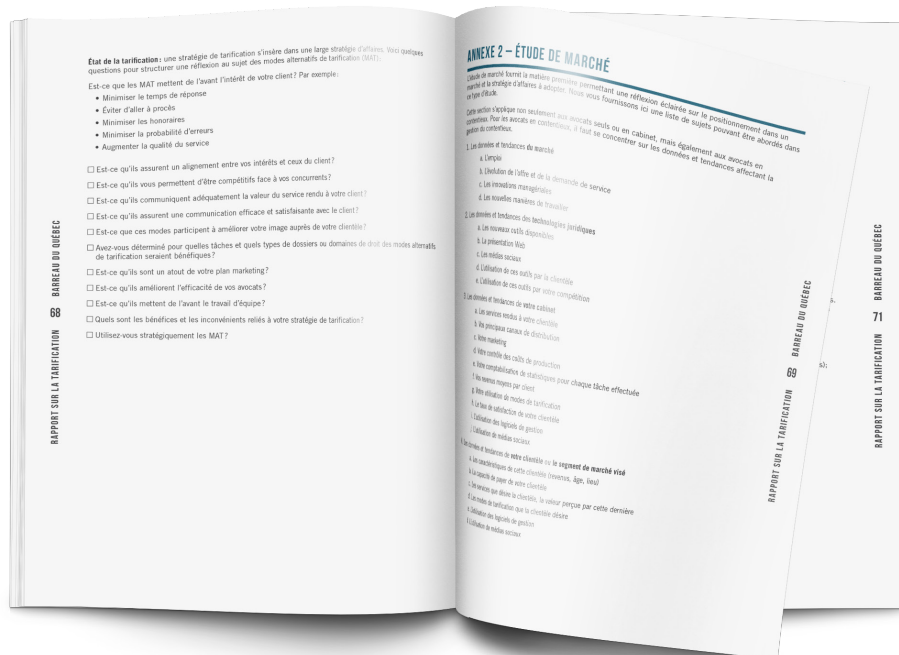 État de la tarification : une stratégie de tarification s'insère dans une large stratégie d'affaires. Voici quelques
questions pour structurer une réflexion au sujet des modes alternatifs de tarification (MAT):
Est-ce que les MAT mettent de l'avant l'intérêt de votre client? Par exemple:
• Minimiser le temps de réponse
• Éviter d'aller à procès
• Minimiser les honoraires
• Minimiser la probabilité d'erreurs
• Augmenter la qualité du service
☐ Est-ce qu'ils assurent un alignement entre vos intérêts et ceux du client?
☐ Est-ce qu'ils vous permettent d'être compétitifs face à vos concurrents?
☐ Est-ce qu'ils communiquent adéquatement la valeur du service rendu à votre client?
☐ Est-ce qu'ils assurent une communication efficace et satisfaisante avec le client?
☐ Est-ce que ces modes participent à améliorer votre image auprès de votre clientèle?
☐ Avez-vous déterminé pour quelles tâches et quels types de dossiers ou domaines de droit des modes alternatifs
de tarification seraient bénéfiques?
☐ Est-ce qu'ils sont un atout de votre plan marketing?
☐ Est-ce qu'ils améliorent l'efficacité de vos avocats?
☐ Est-ce qu'ils mettent de l'avant le travail d'équipe?
☐ Quels sont les bénéfices et les inconvénients reliés à votre stratégie de tarification?
☐ Utilisez-vous stratégiquement les MAT?
RAPPORT SUR LA TARIFICATION 68 BARREAU DU QUÉBEC
ANNEXE 2 – ÉTUDE DE MARCHÉ
L'étude de marché fournit la matière première permettant une réflexion éclairée sur le positionnement dans un
marché et la stratégie d'affaires à adopter. Nous vous fournissons ici une liste de sujets pouvant être abordés dans
ce type d'étude.
Cette section s'applique non seulement aux avocats seuls ou en cabinet, mais également aux avocats en
contentieux. Pour les avocats en contentieux, il faut se concentrer sur les données et tendances affectant la
gestion du contentieux.
1. Les données et tendances du marché
a. L'emploi
b. L'évolution de l'offre et de la demande de service
c. Les innovations managériales
d. Les nouvelles manières de travailler
2. Les données et tendances des technologies juridiques
a. Les nouveaux outils disponibles
b. La présentation Web
c. Les médias sociaux
d. L'utilisation de ces outils par la clientèle
e. L'utilisation de ces outils par votre compétition
3. Les données et tendances de votre cabinet
a. Les services rendus à votre clientèle
b. Vos principaux canaux de distribution
c. Votre marketing
d. Votre contrôle des coûts de production
e. Votre comptabilisation de statistiques pour chaque tâche effectuée
f. Vos revenus moyens par client
g. Votre utilisation de modes de tarification
h. Le taux de satisfaction de votre clientèle
i. L'utilisation des logiciels de gestion
j. L'utilisation de médias sociaux
4. Les données et tendances de votre clientèle ou le segment de marché visé
a. Les caractéristiques de cette clientèle (revenus, âge, lieu)
b. La capacité de payer de votre clientèle
c. Les services que désire la clientèle, la valeur perçue par cette dernière
d. Les modes de tarification que la clientèle désire
e. L'utilisation des logiciels de gestion
f. L'utilisation de médias sociaux
RAPPORT SUR LA TARIFICATION 69 BARREAU DU QUÉBEC
s):
RAPPORT SUR LA TARIFICATION 71 BARREAU DU QUÉBEC